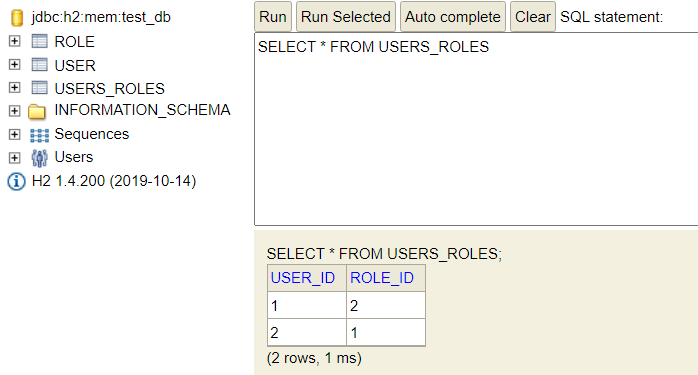 jdbc:h2:mem:test_db
ROLE
USER
USERS_ROLES
INFORMATION_SCHEMA
Sequences
Users
H2 1.4.200 (2019-10-14)
Run Run Selected Auto complete Clear SQL statement:
SELECT * FROM USERS_ROLES
SELECT * FROM USERS_ROLES;
USER_ID ROLE_ID
1 2
2 1
(2 rows, 1 ms)